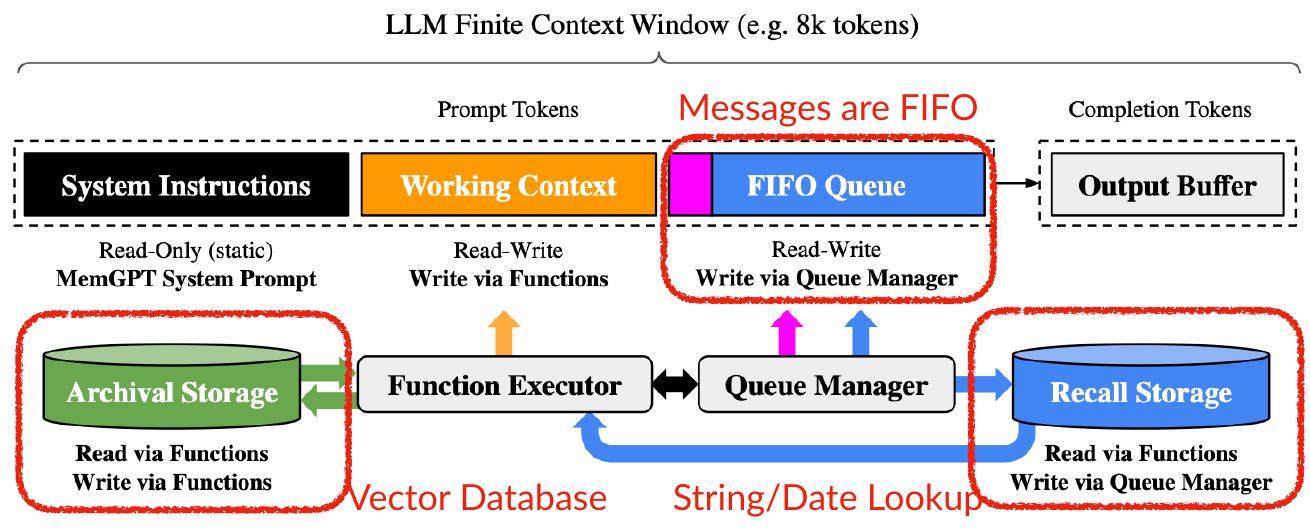 LLM Finite Context Window (e.g. 8k tokens)
Prompt Tokens
Messages are FIFO
Completion Tokens
System Instructions
Working Context
FIFO Queue
Output Buffer
Read-Only (static)
MemGPT System Prompt
Read-Write
Write via Functions
Read-Write
Write via Queue Manager
Archival Storage
Function Executor
Queue Manager
Recall Storage
Read via Functions
Write via Functions
Read via Functions
Write via Queue Manager
Vector Database
String/Date Lookup